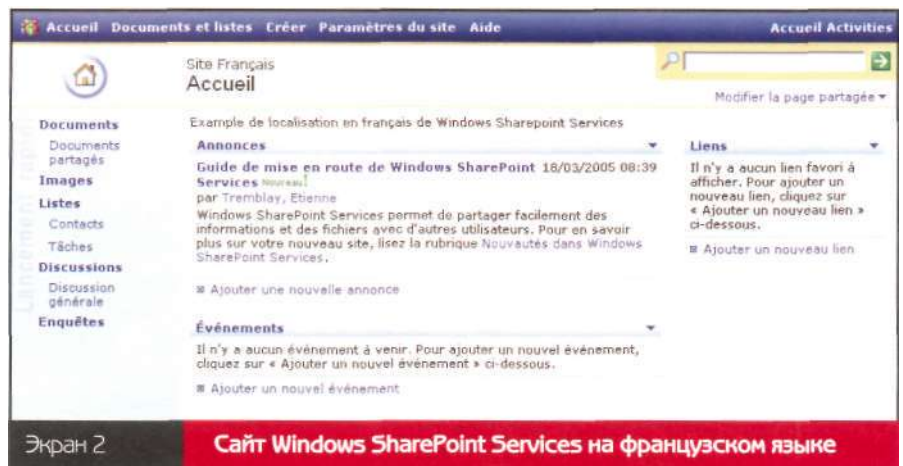 Accueil Documents et listes Créer Paramètres du site Aide Accueil Activities
Site Français
Accueil
Modifier la page partagée
Lancement rapide
Documents
Documents
partagés
Images
Listes
Contacts
Tâches
Discussions
Discussion
générale
Enquêtes
Example de localisation en français de Windows Sharepoint Services
Annonces
Guide de mise en route de Windows SharePoint 18/03/2005 08:39
Services Nouveau!
par Tremblay, Etienne
Windows SharePoint Services permet de partager facilement des
informations et des fichiers avec d'autres utilisateurs. Pour en savoir
plus sur votre nouveau site, lisez la rubrique Nouvautés dans Windows
SharePoint Services.
Ajouter une nouvelle annonce
Événements
Il n'y a aucun événement à venir. Pour ajouter un nouvel événement,
cliquez sur « Ajouter un nouvel événement » ci-dessous.
Ajouter un nouvel événement
Liens
Il n'y a aucun lien favori à
afficher. Pour ajouter un
nouveau lien, cliquez sur
« Ajouter un nouveau lien »
ci-dessous.
Ajouter un nouveau lien
Экран 2
Сайт Windows SharePoint Services на французском языке